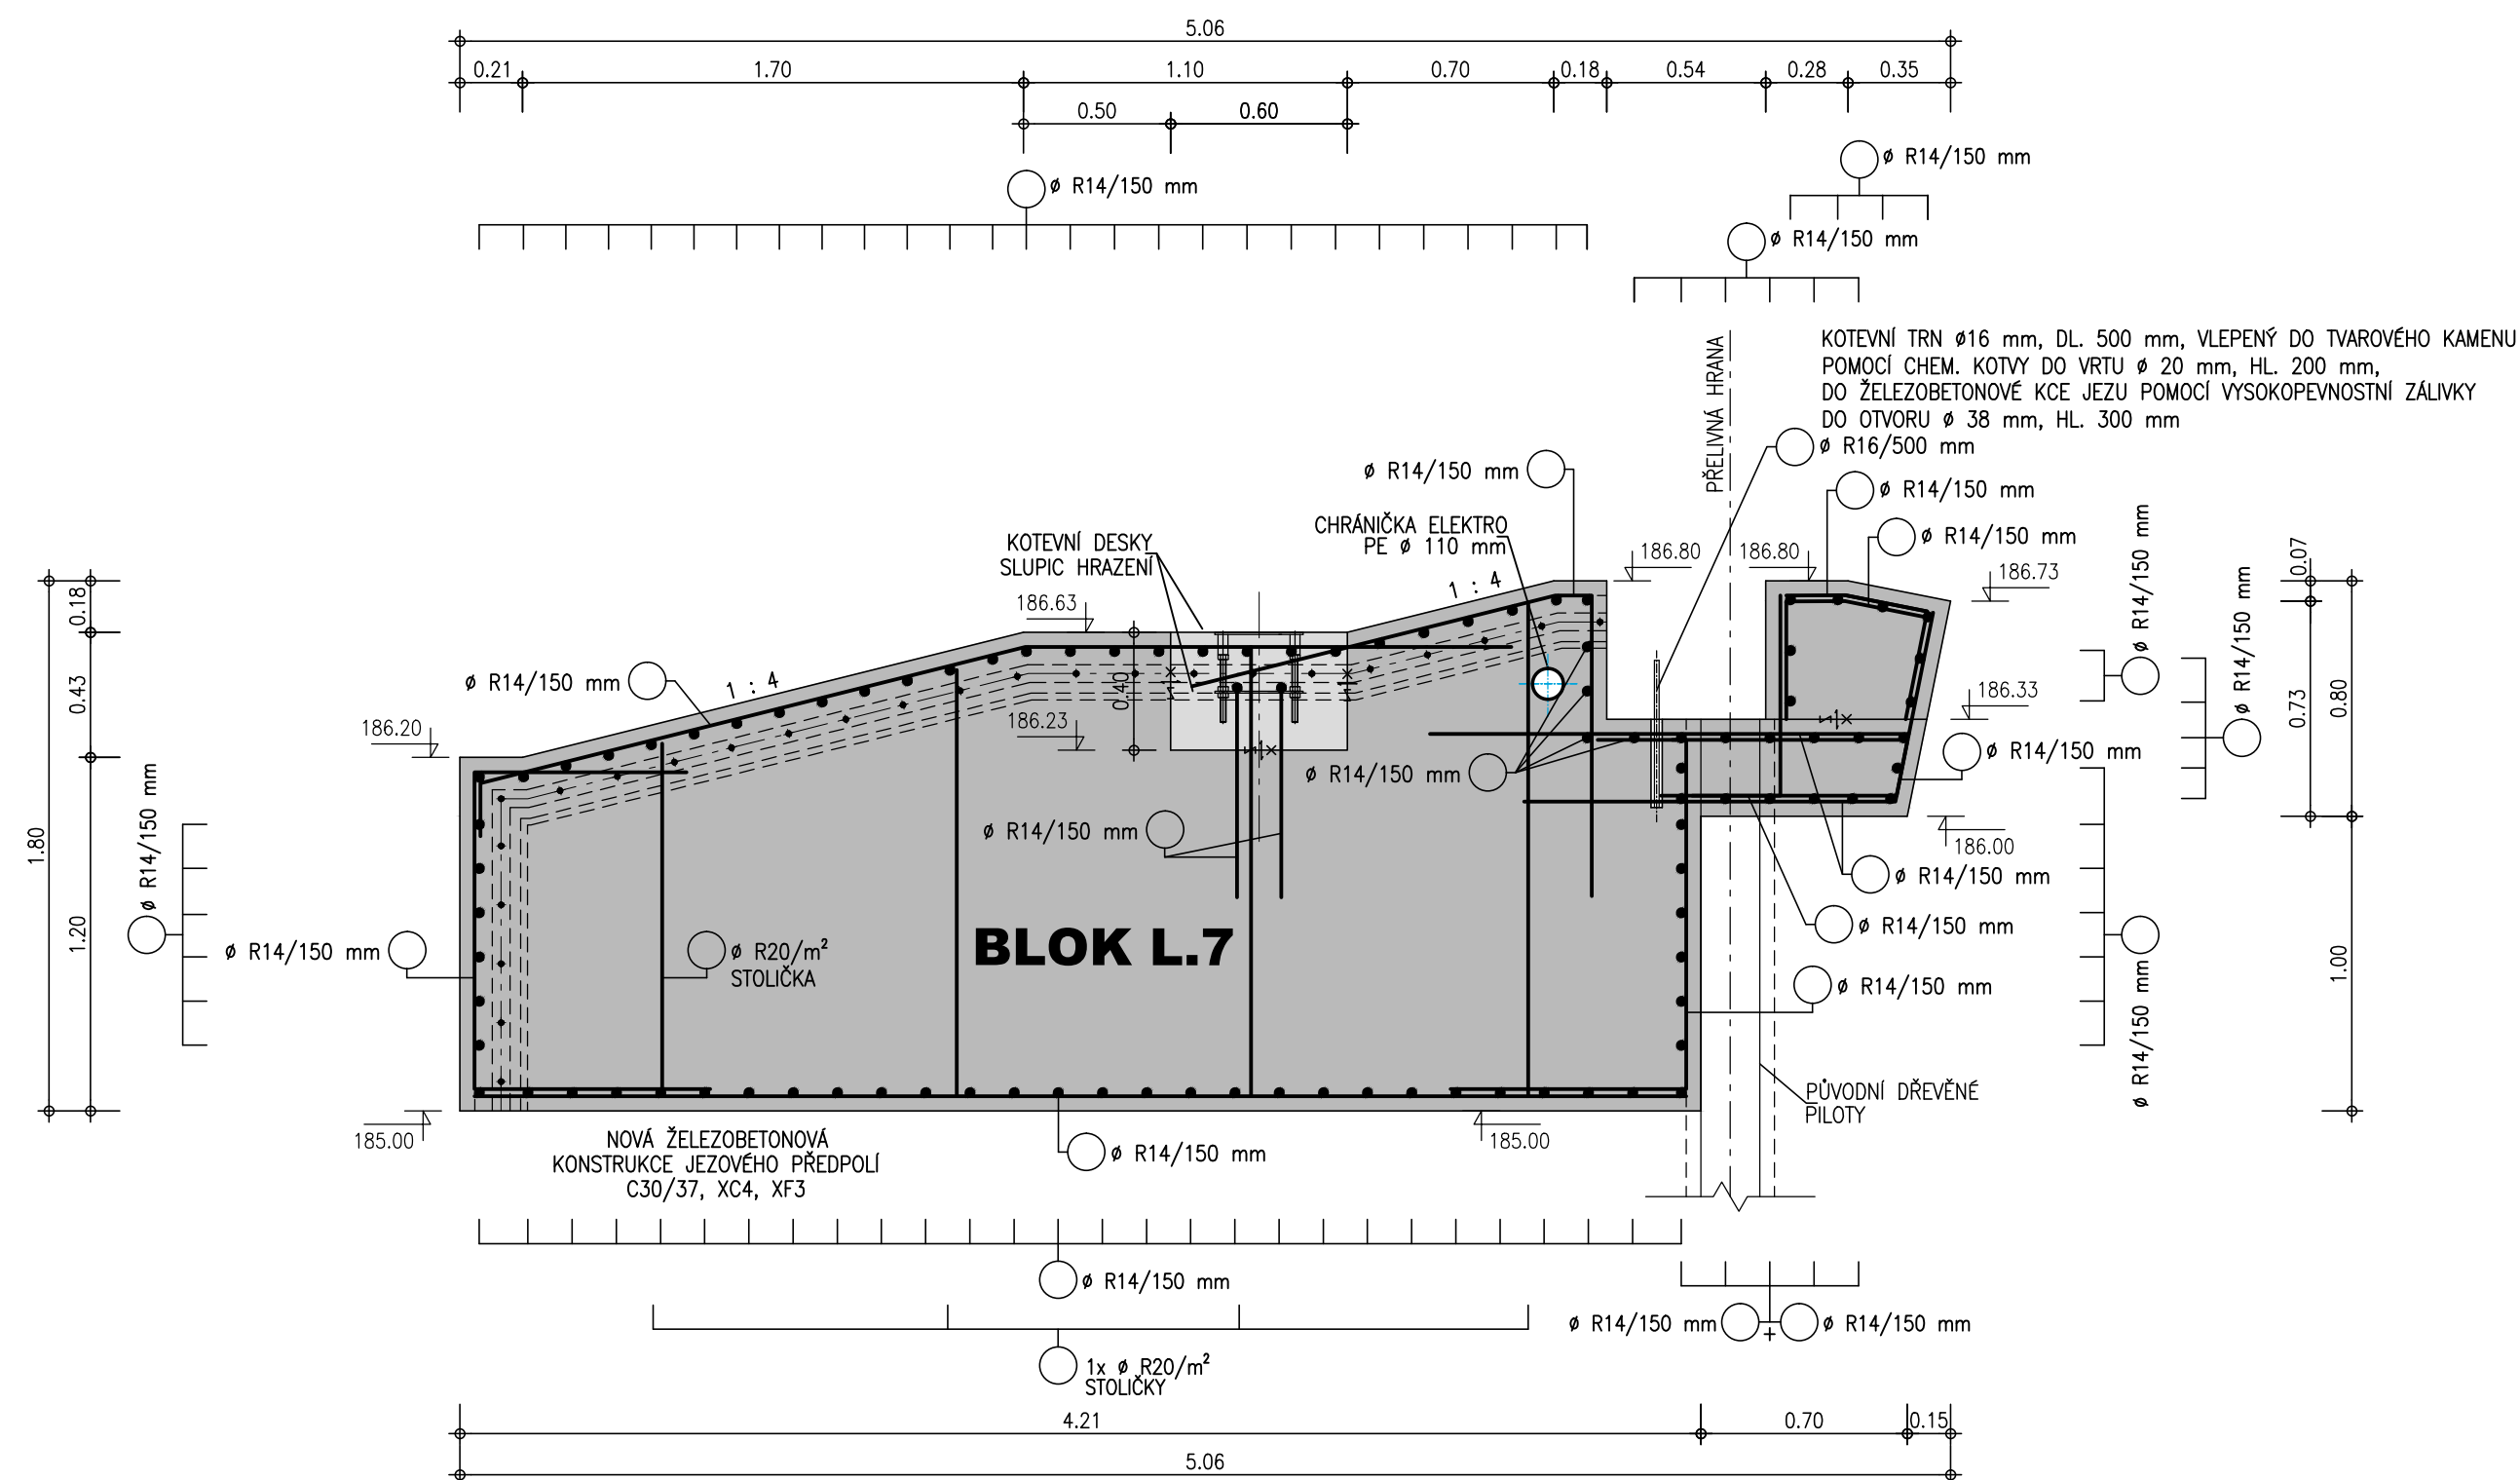 5.06
0.21
1.70
1.10
0.70
0.18
0.54
0.28
0.35
0.50
0.60
ø R14/150 mm
ø R14/150 mm
ø R14/150 mm
PŘELIVNÁ HRANA
KOTEVNÍ TRN Ø16 mm, DL. 500 mm, VLEPENÝ DO TVAROVÉHO KAMENU
POMOCÍ CHEM. KOTVY DO VRTU ø 20 mm, HL. 200 mm,
DO ŽELEZOBETONOVÉ KCE JEZU POMOCÍ VYSOKOPEVNOSTNÍ ZÁLIVKY
DO OTVORU ø 38 mm, HL. 300 mm
ø R16/500 mm
ø R14/150 mm
ø R14/150 mm
ø R14/150 mm
CHRÁNIČKA ELEKTRO
PE ø 110 mm
KOTEVNÍ DESKY
SLUPIC HRAZENÍ
186.80
186.80
186.73
186.63
1 : 4
1 : 4
0.18
0.43
1.20
1.80
0.07
0.73
0.80
1.00
ø R14/150 mm
ø R14/150 mm
ø R14/150 mm
0.40
186.23
186.20
186.33
ø R14/150 mm
ø R14/150 mm
ø R14/150 mm
186.00
ø R14/150 mm
ø R14/150 mm
ø R14/150 mm
ø R14/150 mm
ø R14/150 mm
ø R14/150 mm
ø R20/m²
STOLIČKA
BLOK L.7
ø R14/150 mm
PŮVODNÍ DŘEVĚNÉ
PILOTY
185.00
185.00
NOVÁ ŽELEZOBETONOVÁ
KONSTRUKCE JEZOVÉHO PŘEDPOLÍ
C30/37, XC4, XF3
ø R14/150 mm
ø R14/150 mm
ø R14/150 mm
+
ø R14/150 mm
1x ø R20/m²
STOLIČKY
4.21
0.70
0.15
5.06